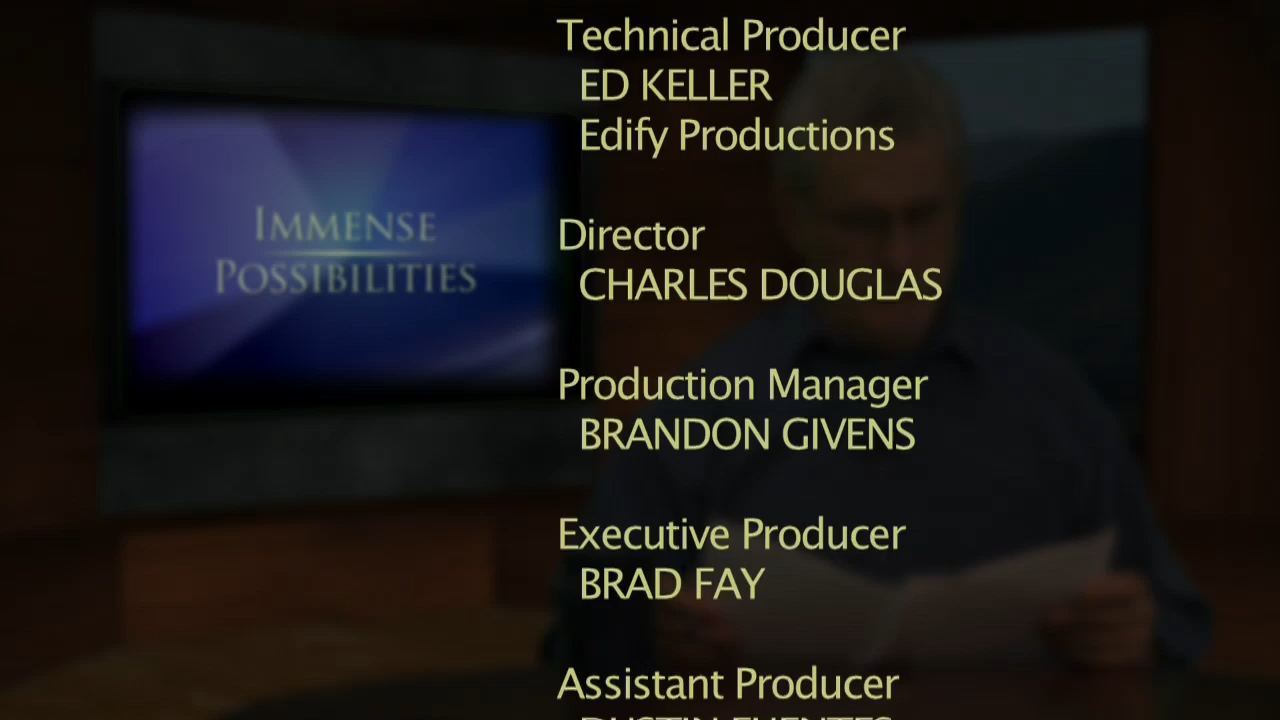 Technical Producer
ED KELLER
Edify Productions
IMMENSE
POSSIBILITIES
Director
CHARLES DOUGLAS
Production Manager
BRANDON GIVENS
Executive Producer
BRAD FAY
Assistant Producer